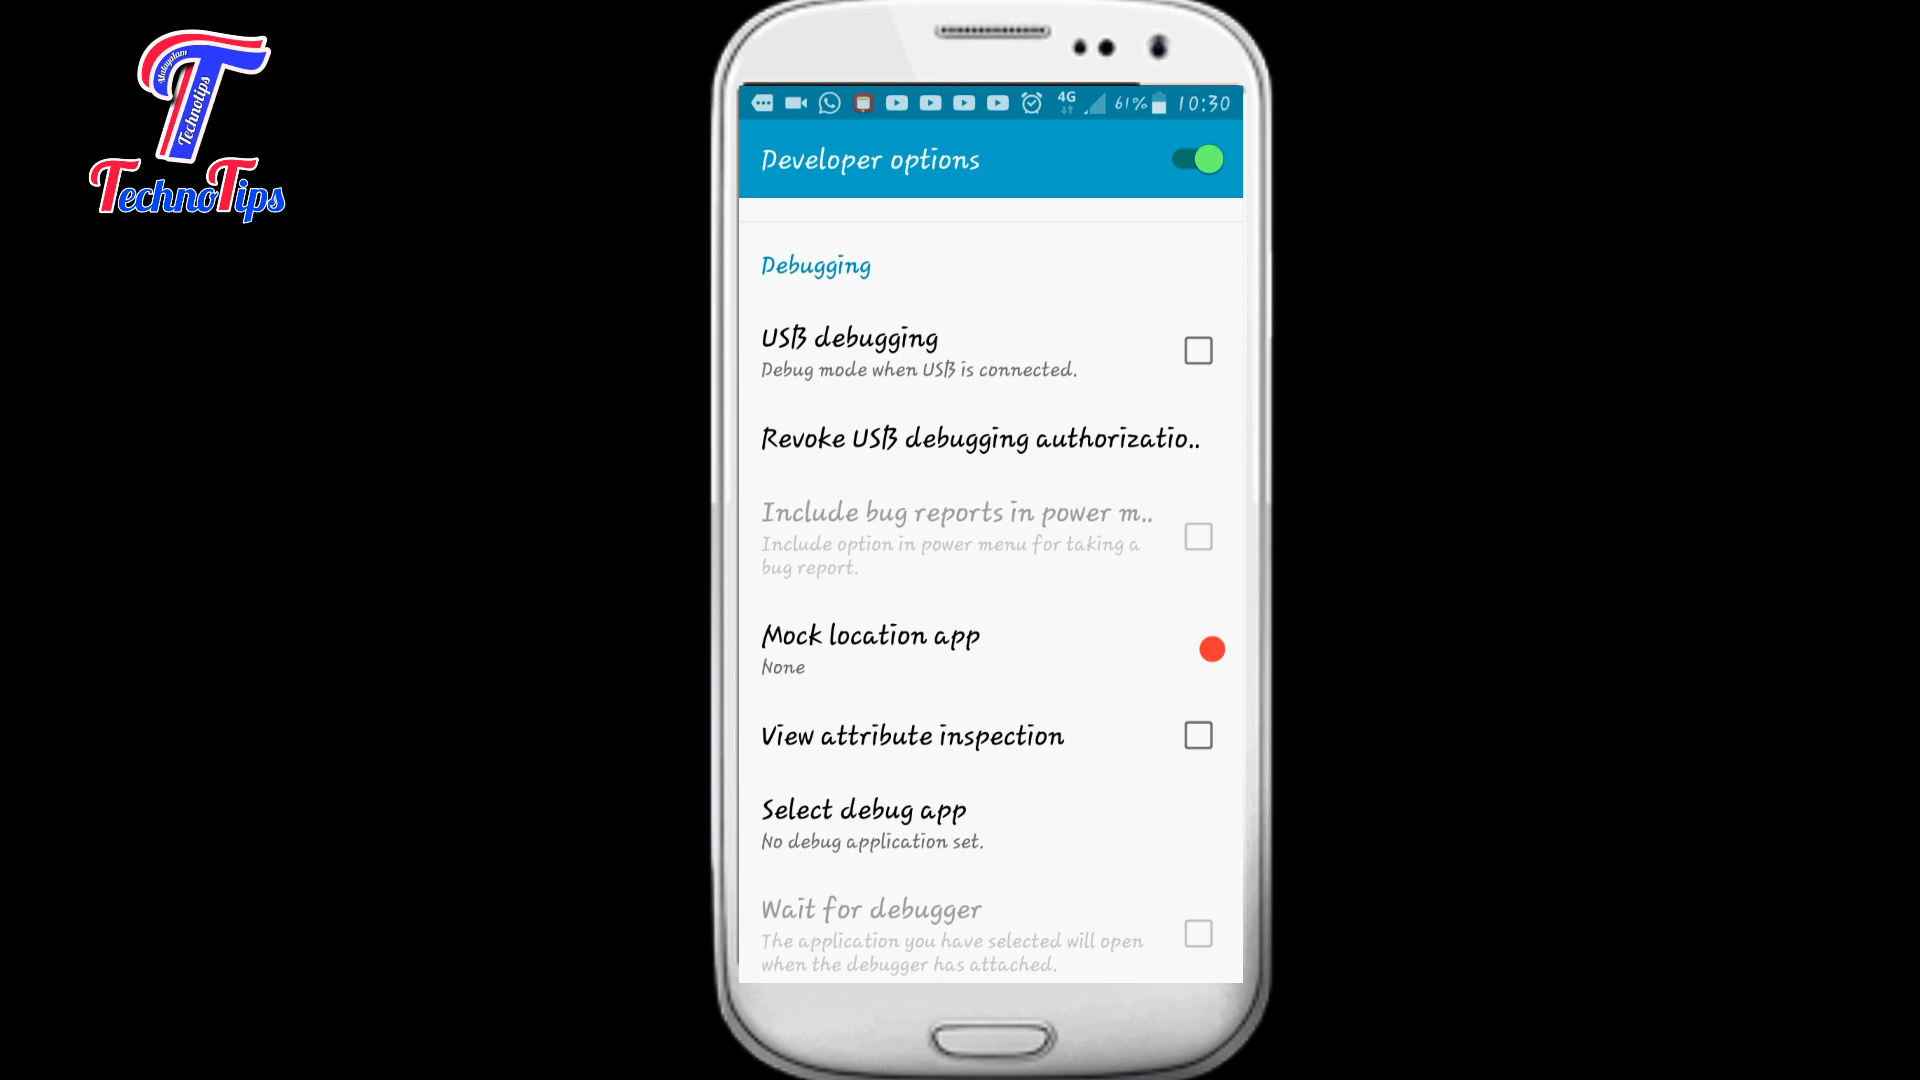 Malayalam
Technotips
TechnoTips
4G
61%
10:30
Developer options
Debugging
USB debugging
Debug mode when USB is connected.
Revoke USB debugging authorizatio..
Include bug reports in power m..
Include option in power menu for taking a
bug report.
Mock location app
None
View attribute inspection
Select debug app
No debug application set.
Wait for debugger
The application you have selected will open
when the debugger has attached.